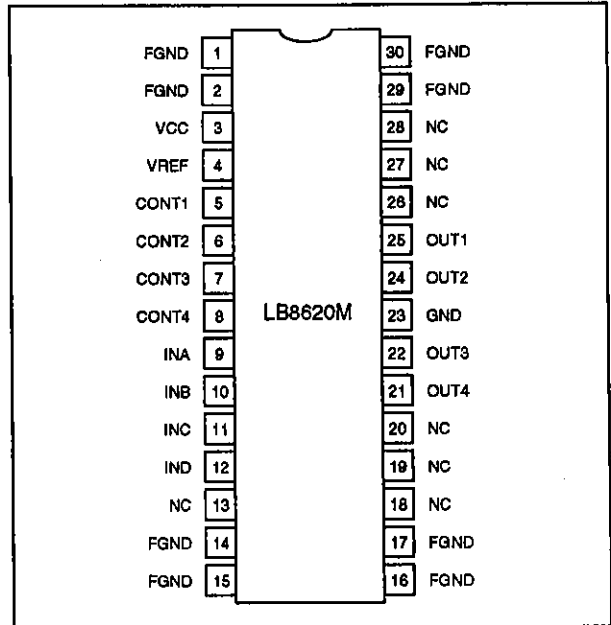 FGND 1 30 FGND
FGND 2 29 FGND
VCC 3 28 NC
VREF 4 27 NC
CONT1 5 26 NC
CONT2 6 25 OUT1
CONT3 7 24 OUT2
CONT4 8 LB8620M 23 GND
INA 9 22 OUT3
INB 10 21 OUT4
INC 11 20 NC
IND 12 19 NC
NC 13 18 NC
FGND 14 17 FGND
FGND 15 16 FGND